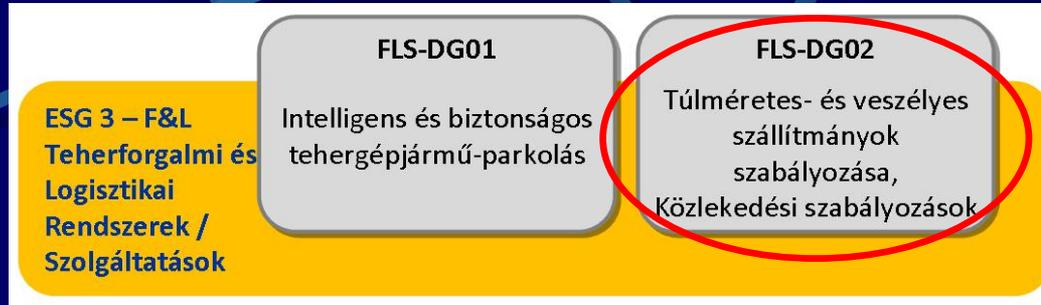 ESG 3 – F&L
Teherforgalmi és
Logisztikai
Rendszerek /
Szolgáltatások
FLS-DG01
Intelligens és biztonságos
tehergépjármű-parkolás
FLS-DG02
Túlméretes- és veszélyes
szállítmányok
szabályozása,
Közlekedési szabályozások